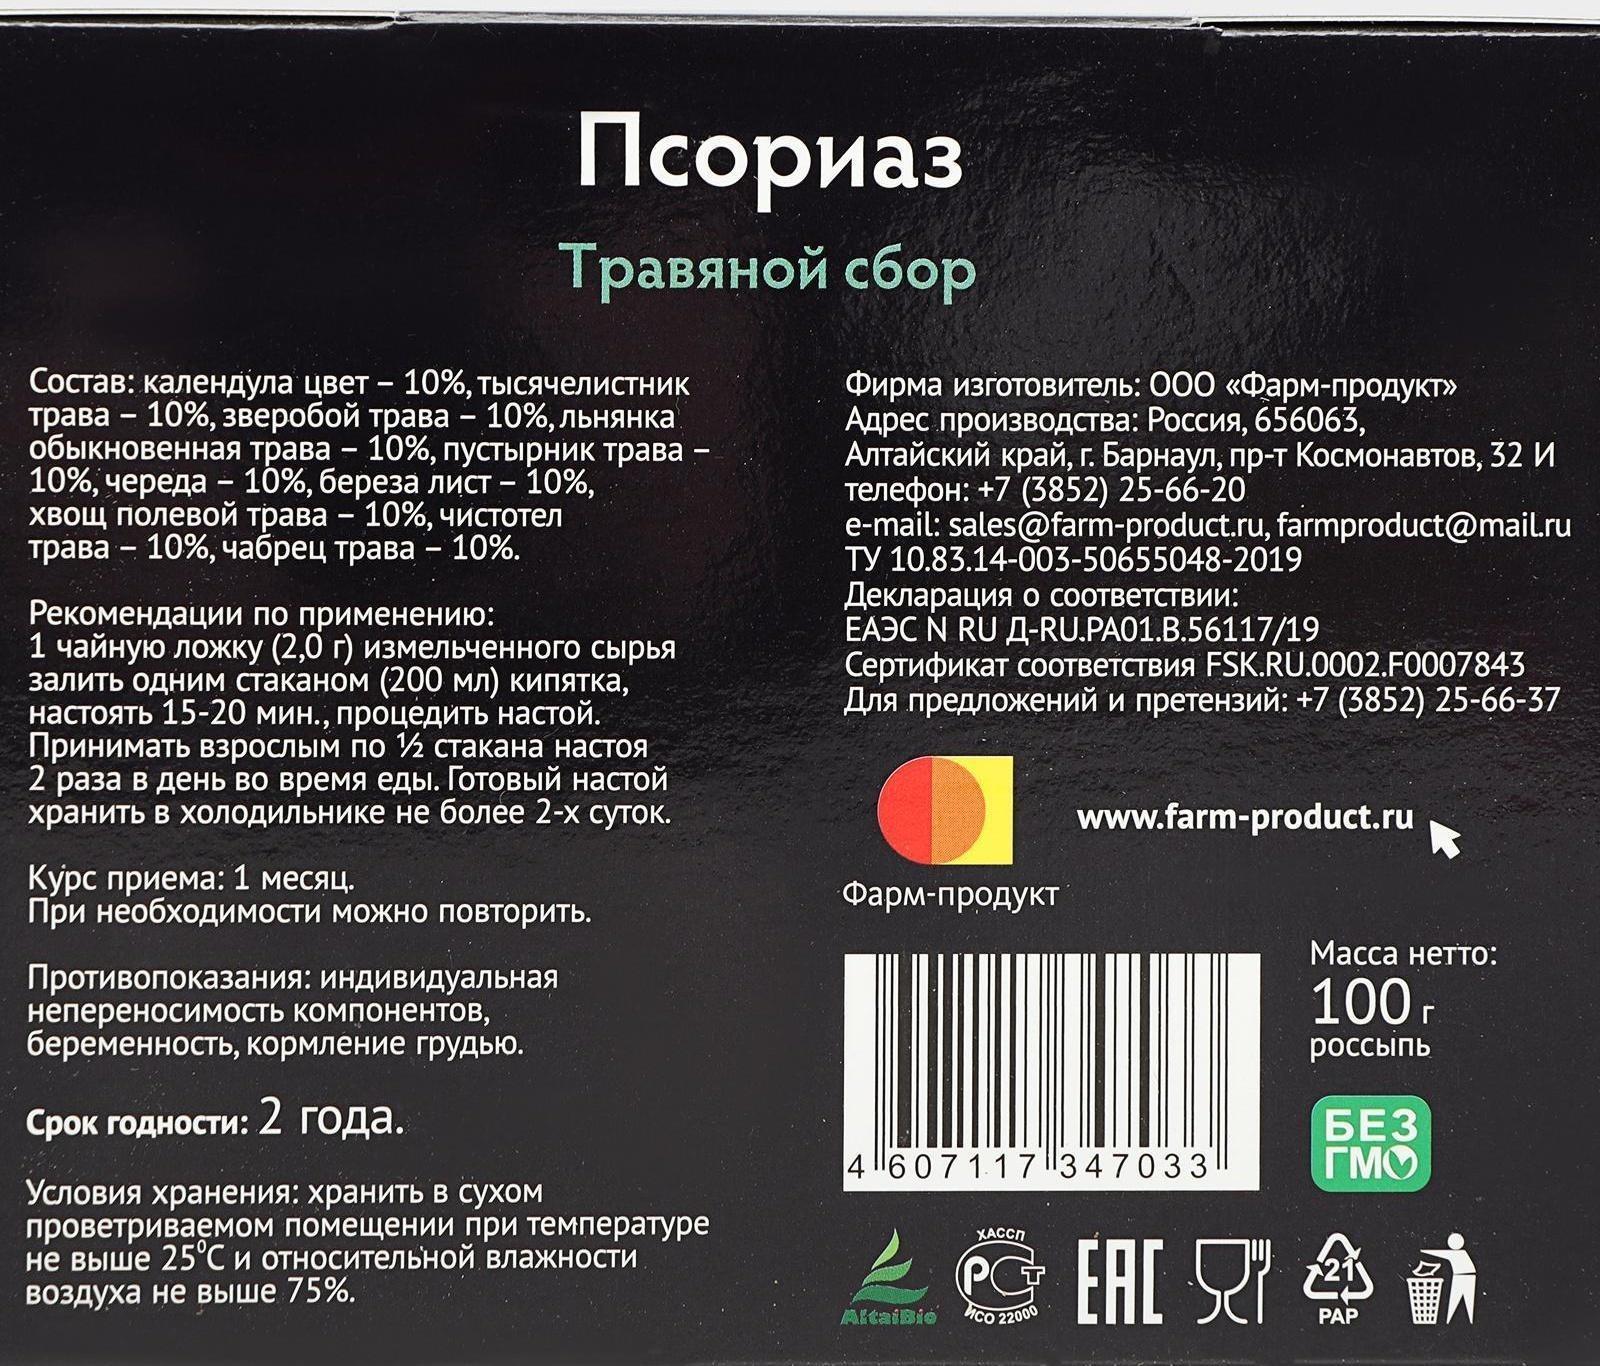 Псориаз
Травяной сбор
Состав: календула цвет – 10%, тысячелистник
трава – 10%, зверобой трава – 10%, льнянка
обыкновенная трава – 10%, пустырник трава –
10%, череда – 10%, береза лист – 10%,
хвощ полевой трава – 10%, чистотел
трава – 10%, чабрец трава – 10%.
Рекомендации по применению:
1 чайную ложку (2,0 г) измельченного сырья
залить одним стаканом (200 мл) кипятка,
настоять 15-20 мин., процедить настой.
Принимать взрослым по ½ стакана настоя
2 раза в день во время еды. Готовый настой
хранить в холодильнике не более 2-х суток.
Курс приема: 1 месяц.
При необходимости можно повторить.
Противопоказания: индивидуальная
непереносимость компонентов,
беременность, кормление грудью.
Срок годности: 2 года.
Условия хранения: хранить в сухом
проветриваемом помещении при температуре
не выше 25⁰С и относительной влажности
воздуха не выше 75%.
Фирма изготовитель: ООО «Фарм-продукт»
Адрес производства: Россия, 656063,
Алтайский край, г. Барнаул, пр-т Космонавтов, 32 И
телефон: +7 (3852) 25-66-20
e-mail: sales@farm-product.ru, farmproduct@mail.ru
ТУ 10.83.14-003-50655048-2019
Декларация о соответствии:
ЕАЭС N RU Д-RU.РА01.В.56117/19
Сертификат соответствия FSK.RU.0002.F0007843
Для предложений и претензий: +7 (3852) 25-66-37
www.farm-product.ru
Фарм-продукт
Масса нетто:
100 г
россыпь
4 607117 347033
БЕЗ
ГМО
AltaiBio
ХАССП
РСТ
ИСО 22000
EAC
21
PAP